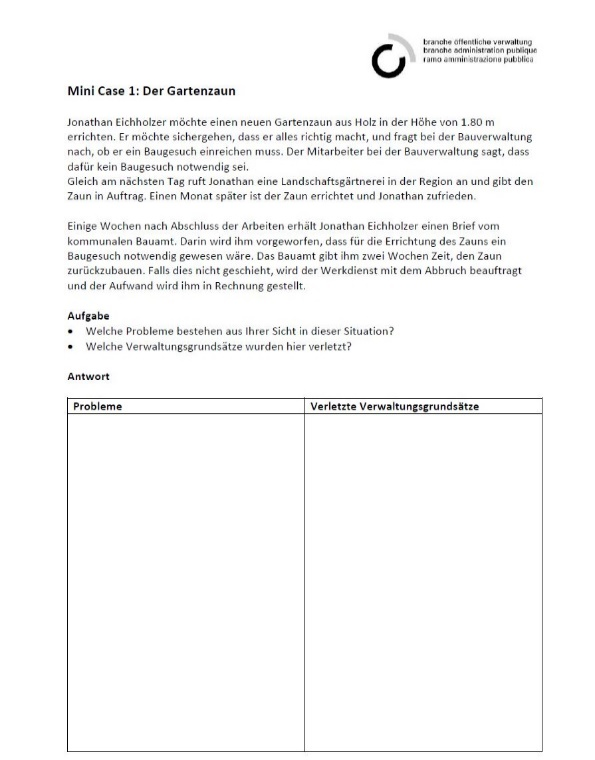 branche öffentliche verwaltung
branche administration publique
ramo amministrazione pubblica
Mini Case 1: Der Gartenzaun
Jonathan Eichholzer möchte einen neuen Gartenzaun aus Holz in der Höhe von 1.80 m
errichten. Er möchte sichergehen, dass er alles richtig macht, und fragt bei der Bauverwaltung
nach, ob er ein Baugesuch einreichen muss. Der Mitarbeiter bei der Bauverwaltung sagt, dass
dafür kein Baugesuch notwendig sei.
Gleich am nächsten Tag ruft Jonathan eine Landschaftsgärtnerei in der Region an und gibt den
Zaun in Auftrag. Einen Monat später ist der Zaun errichtet und Jonathan zufrieden.
Einige Wochen nach Abschluss der Arbeiten erhält Jonathan Eichholzer einen Brief vom
kommunalen Bauamt. Darin wird ihm vorgeworfen, dass für die Errichtung des Zauns ein
Baugesuch notwendig gewesen wäre. Das Bauamt gibt ihm zwei Wochen Zeit, den Zaun
zurückzubauen. Falls dies nicht geschieht, wird der Werkdienst mit dem Abbruch beauftragt
und der Aufwand wird ihm in Rechnung gestellt.
Aufgabe
• Welche Probleme bestehen aus Ihrer Sicht in dieser Situation?
• Welche Verwaltungsgrundsätze wurden hier verletzt?
Antwort
Probleme
Verletzte Verwaltungsgrundsätze